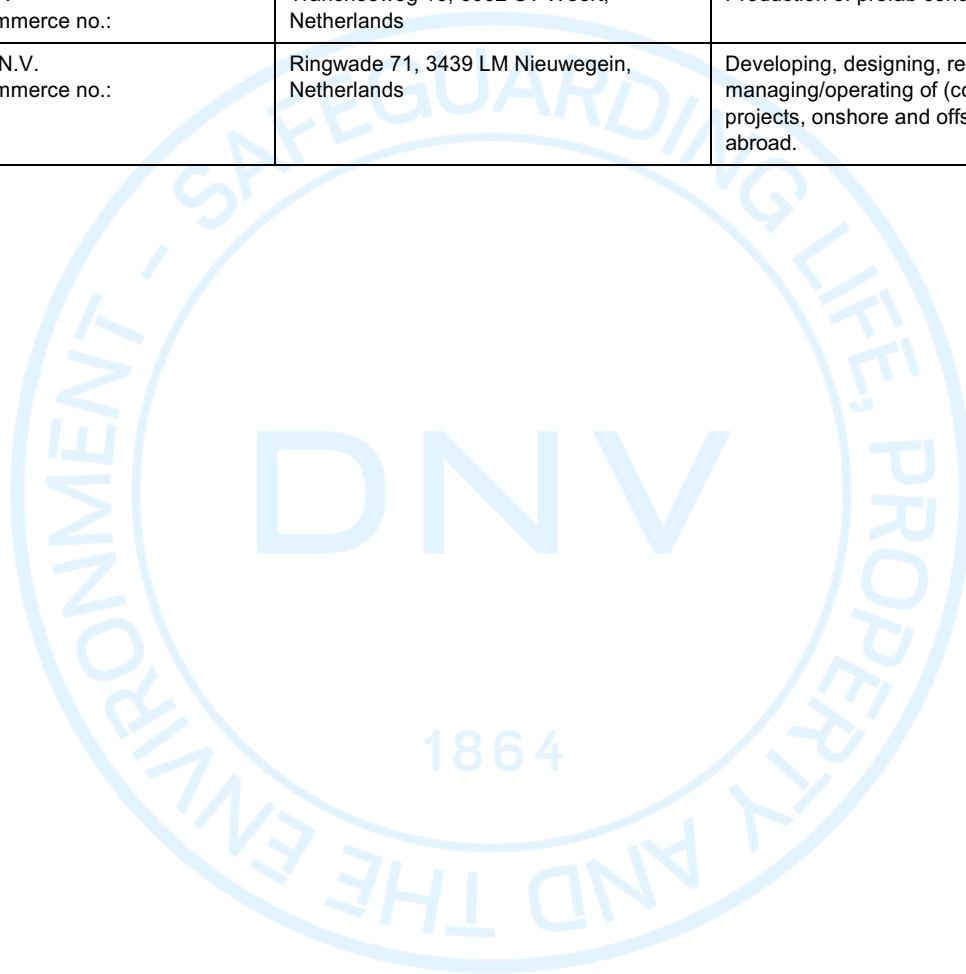 mmerce no.:
Netherlands
N.V.
mmerce no.:
Ringwade 71, 3439 LM Nieuwegein,
Netherlands
Developing, designing, re
managing/operating of (co
projects, onshore and offs
abroad.
SAFEGUARDING LIFE, PROPERTY AND THE ENVIRONMENT -
DNV
1864